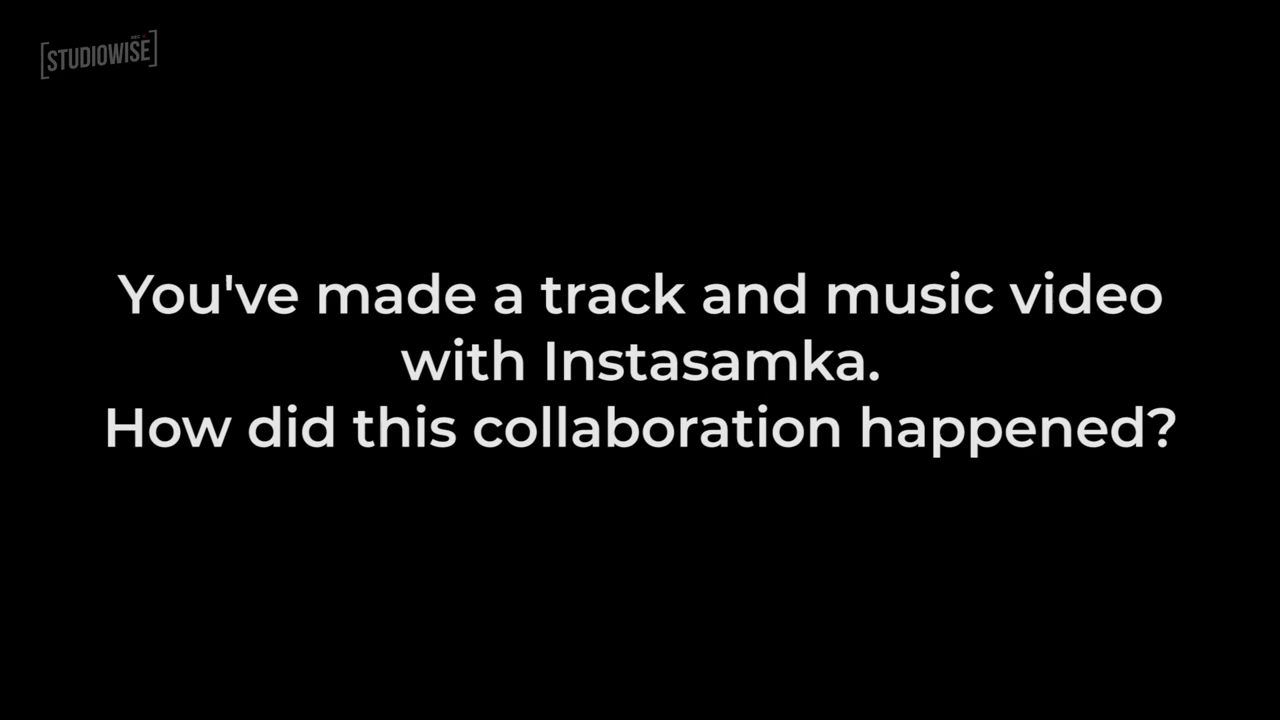 [STUDIOWISE]
You've made a track and music video
with Instasamka.
How did this collaboration happened?